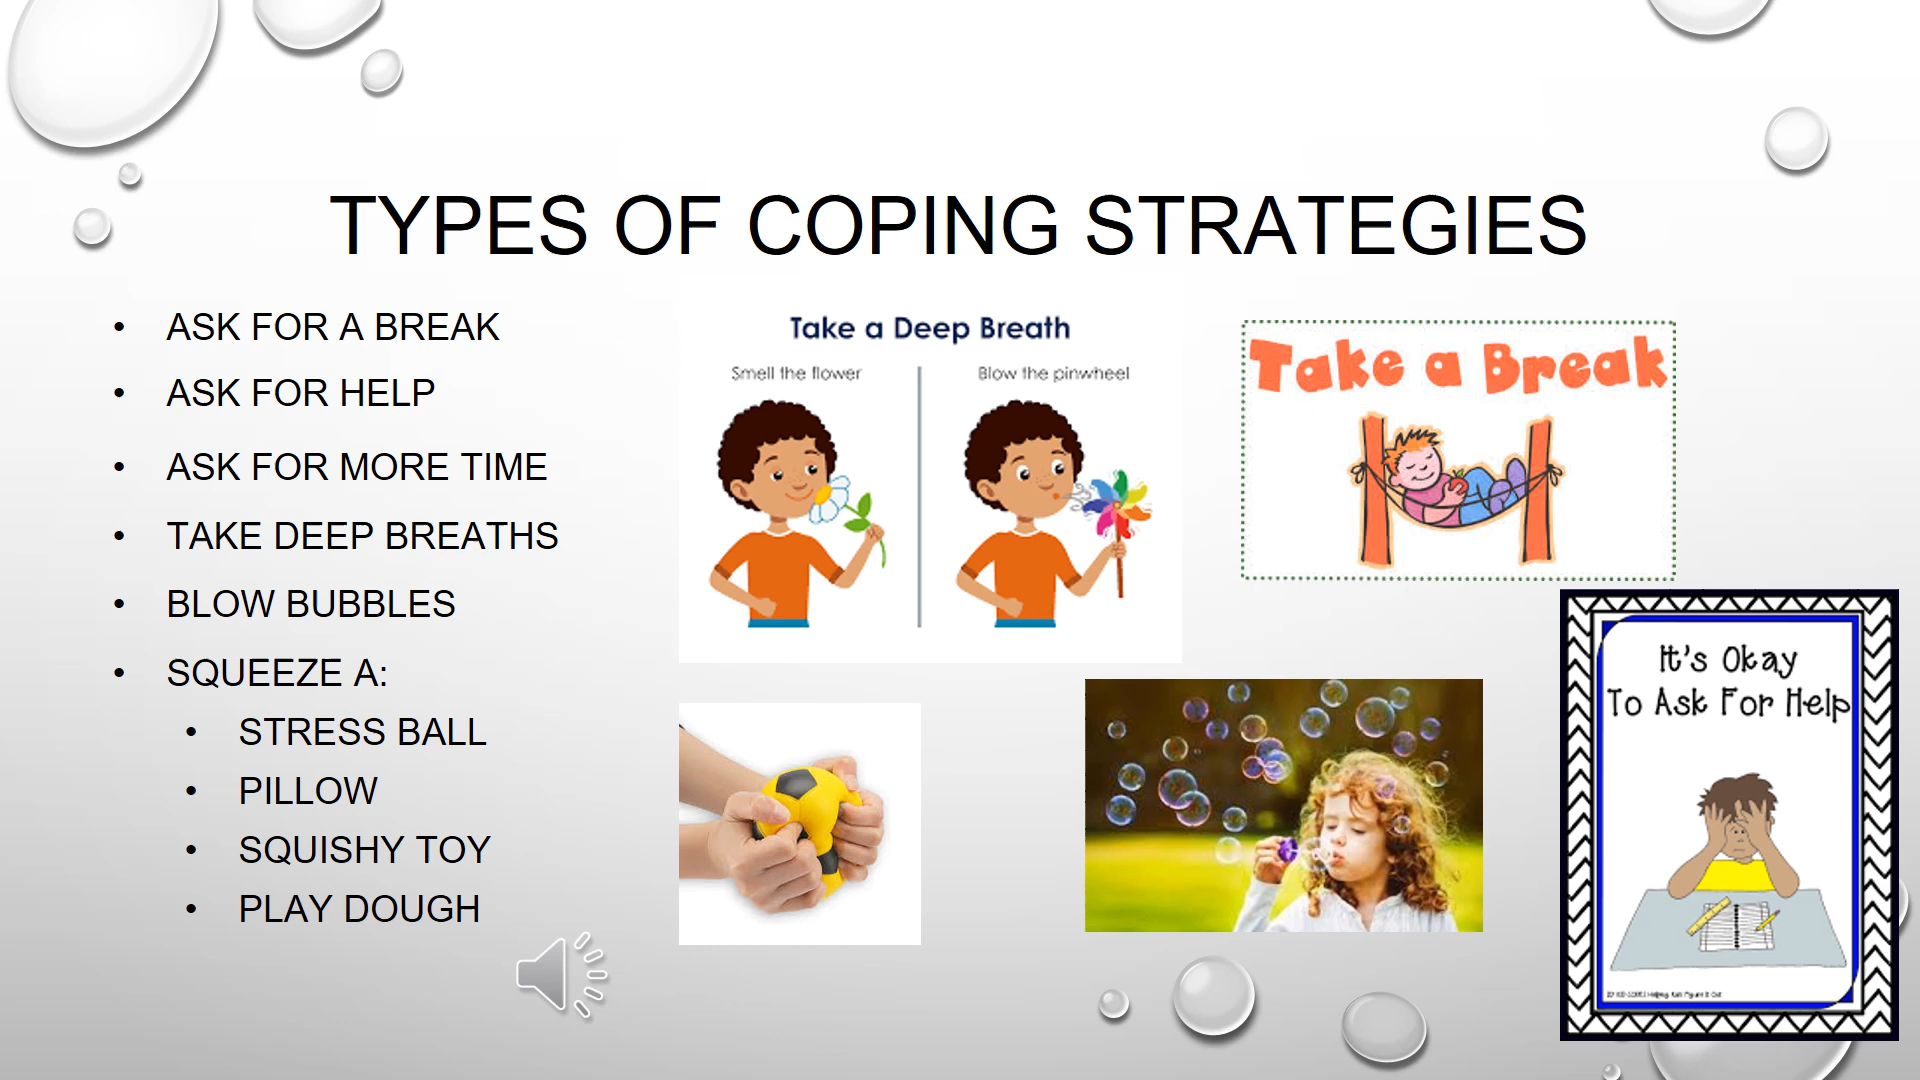 TYPES OF COPING STRATEGIES
• ASK FOR A BREAK
• ASK FOR HELP
• ASK FOR MORE TIME
• TAKE DEEP BREATHS
• BLOW BUBBLES
• SQUEEZE A:
• STRESS BALL
• PILLOW
• SQUISHY TOY
• PLAY DOUGH
Take a Deep Breath
Smell the flower
Blow the pinwheel
Take a Break
It's Okay
To Ask For Help